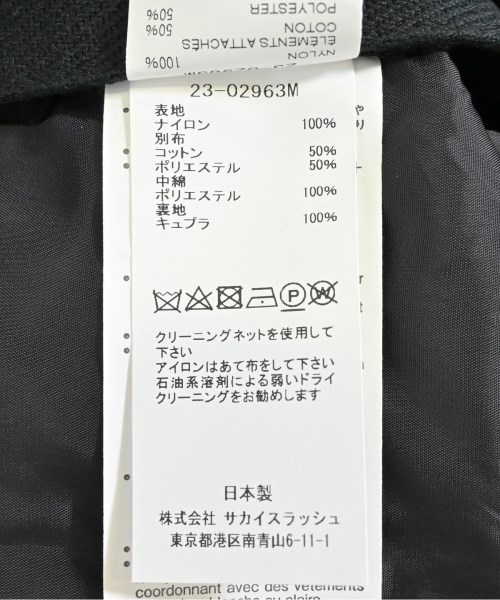 POLYESTER 50%
COTON 50%
ÉLÉMENTS ATTACHÉS
NYLON 100%
23-02963M
表地
ナイロン 100%
別布
コットン 50%
ポリエステル 50%
中綿
ポリエステル 100%
裏地
キュプラ 100%
P
W
クリーニングネットを使用して
下さい
アイロンはあて布をして下さい
石油系溶剤による弱いドライ
クリーニングをお勧めします
日本製
株式会社 サカイスラッシュ
東京都港区南青山6-11-1
coordonnant avec des vêtements